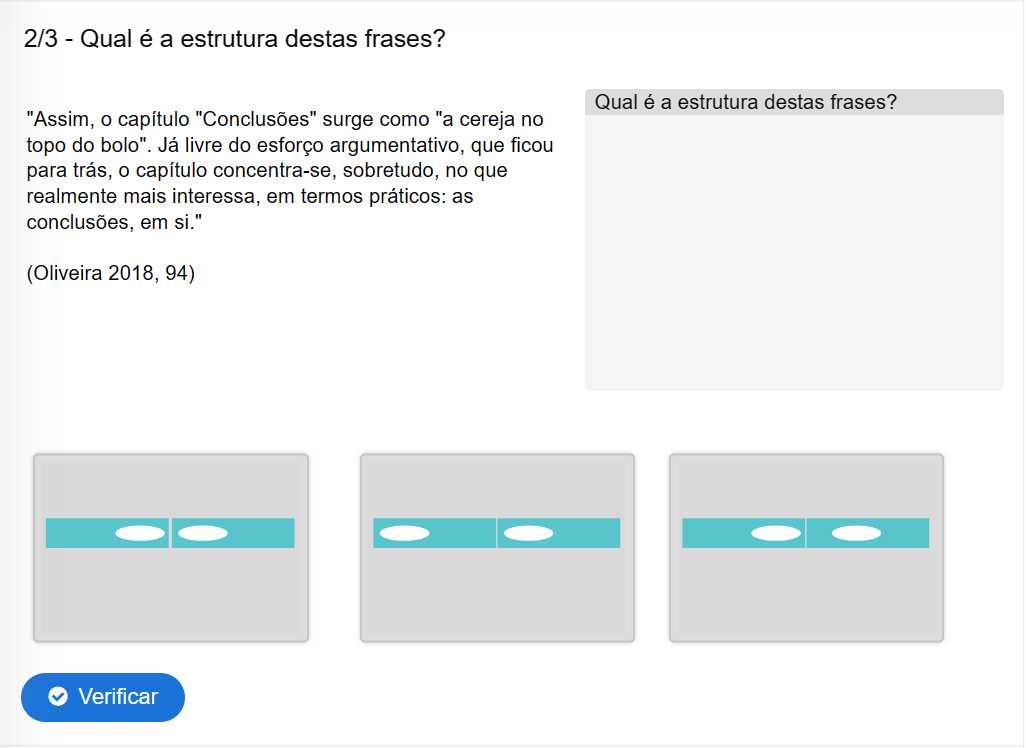 2/3 - Qual é a estrutura destas frases?
"Assim, o capítulo "Conclusões" surge como "a cereja no
topo do bolo". Já livre do esforço argumentativo, que ficou
para trás, o capítulo concentra-se, sobretudo, no que
realmente mais interessa, em termos práticos: as
conclusões, em si."
(Oliveira 2018, 94)
Qual é a estrutura destas frases?
Verificar